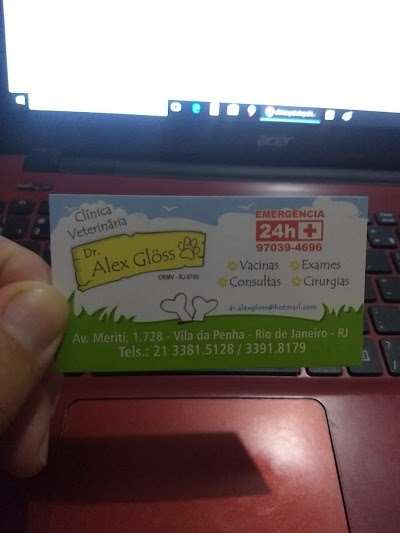 acer
Clínica
Veterinária
Dr.
Alex Glöss
EMERGÊNCIA
24h
97039-4696
Vacinas
Exames
Consultas
Cirurgias
Av. Meriti, 1.728 - Vila da Penha - Rio de Janeiro - RJ
Tels.: 21 3381.5128 / 3391.8179